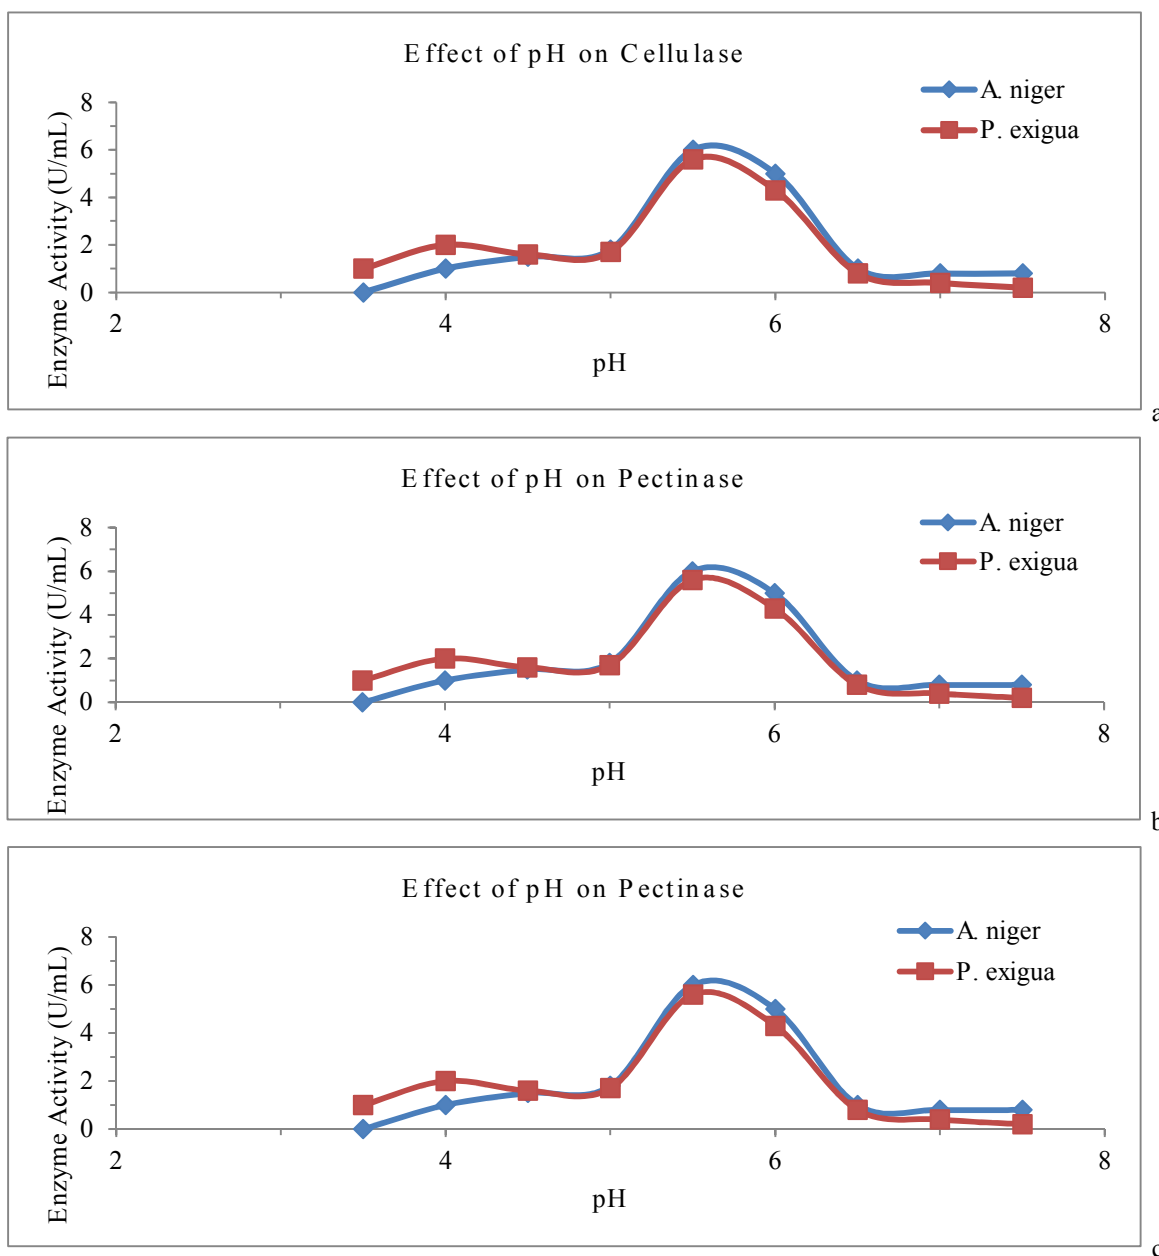 Effect of pH on Cellulase
A. niger
P. exigua
Enzyme Activity (U/mL)
8
6
4
2
0
2 4 6 8
pH
a
Effect of pH on Pectinase
A. niger
P. exigua
Enzyme Activity (U/mL)
8
6
4
2
0
2 4 6 8
pH
b
Effect of pH on Pectinase
A. niger
P. exigua
Enzyme Activity (U/mL)
8
6
4
2
0
2 4 6 8
pH